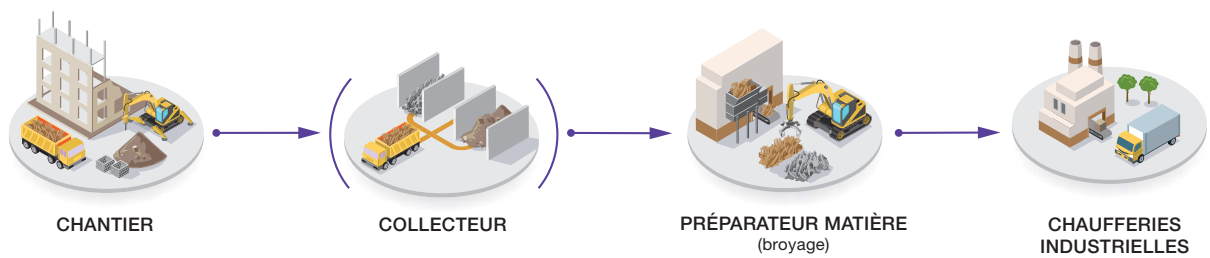 CHANTIER
COLLECTEUR
PRÉPARATEUR MATIÈRE
(broyage)
CHAUFFERIES
INDUSTRIELLES